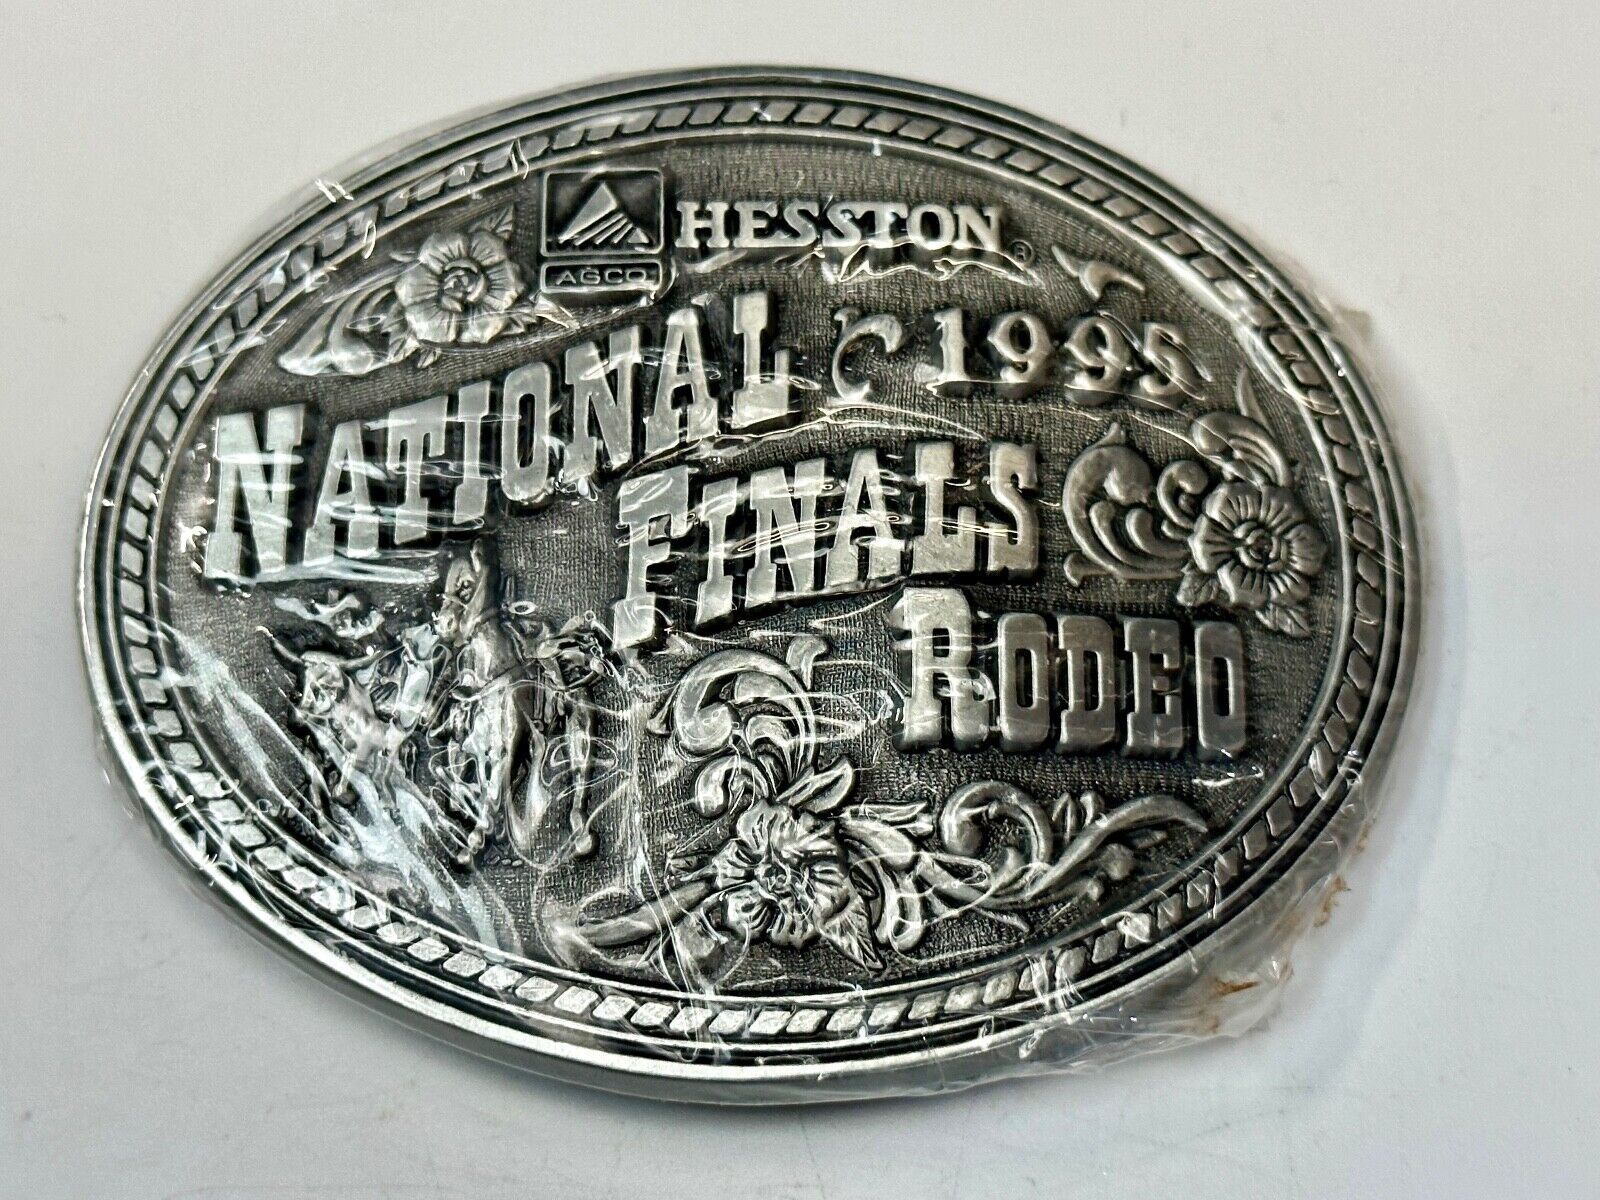 AGCO HESSTON®
1995
NATIONAL
FINALS
RODEO